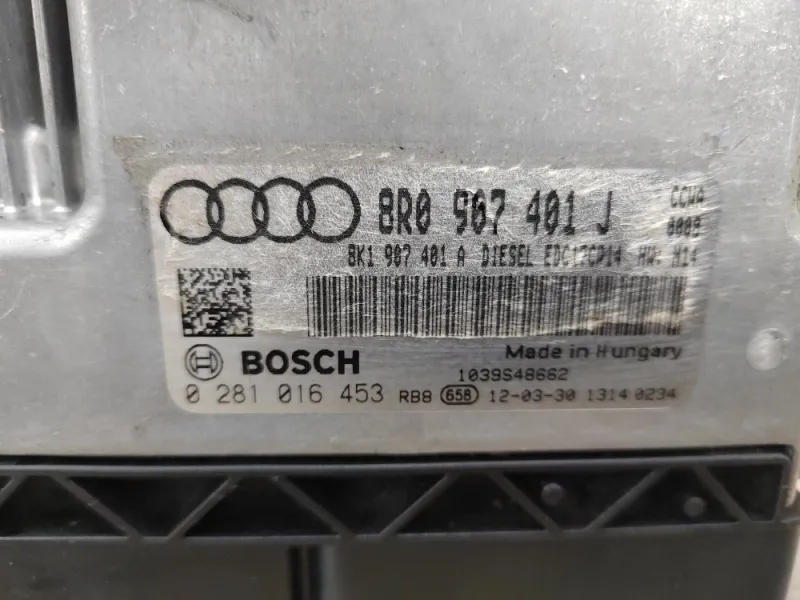 8R0 907 401 J CCWA
0009
8K1 907 401 A DIESEL EDC17CP14 HW: H14
BOSCH
Made in Hungary
1039S48662
0 281 016 453 RB8 658 12-03-30 1314 0234